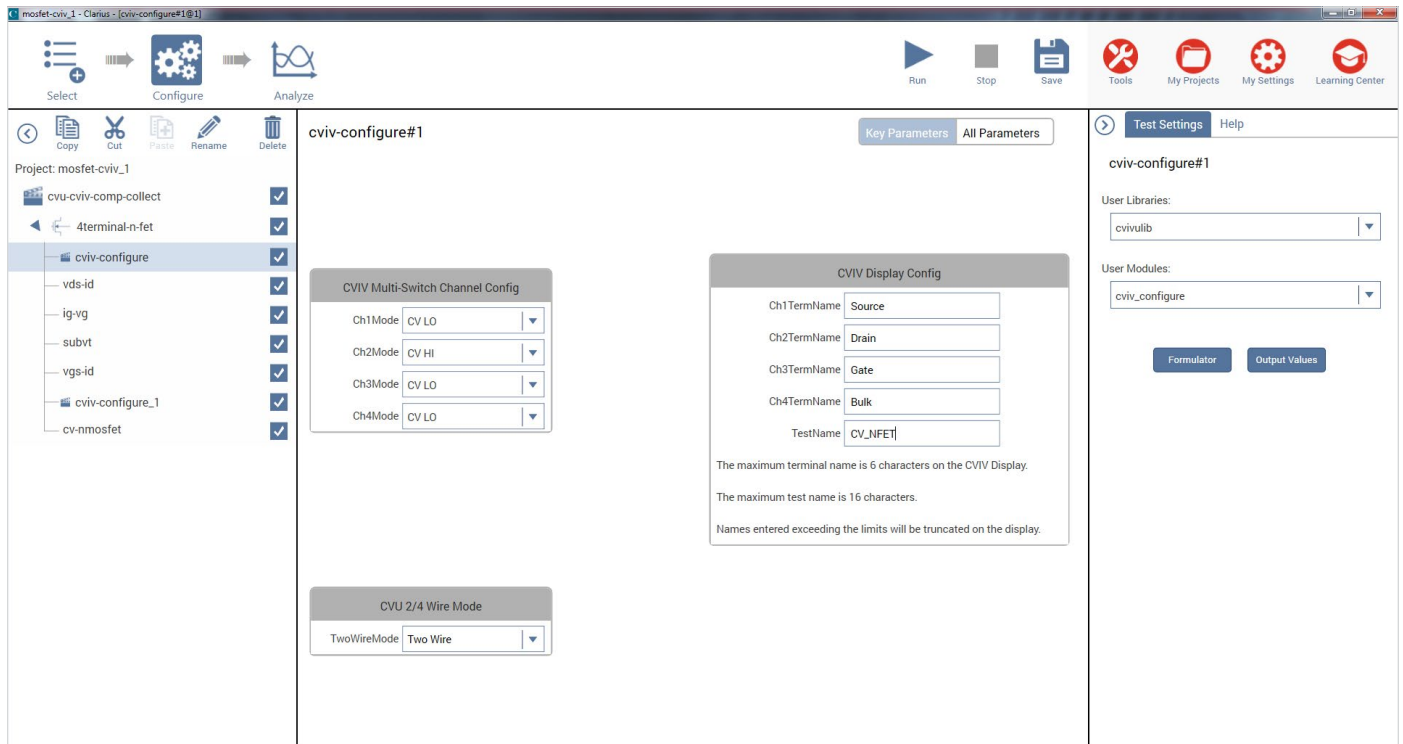 mosfet-cviv_1 - Clarius - [cviv-configure#1@1]
Select
Configure
Analyze
Run
Stop
Save
Tools
My Projects
My Settings
Learning Center
Copy
Cut
Paste
Rename
Delete
Project: mosfet-cviv_1
cvu-cviv-comp-collect
4terminal-n-fet
cviv-configure
vds-id
ig-vg
subvt
vgs-id
cviv-configure_1
cv-nmosfet
cviv-configure#1
Key Parameters
All Parameters
CVIV Multi-Switch Channel Config
Ch1Mode CV LO
Ch2Mode CV HI
Ch3Mode CV LO
Ch4Mode CV LO
CVIV Display Config
Ch1TermName Source
Ch2TermName Drain
Ch3TermName Gate
Ch4TermName Bulk
TestName CV_NFET
The maximum terminal name is 6 characters on the CVIV Display.
The maximum test name is 16 characters.
Names entered exceeding the limits will be truncated on the display.
CVU 2/4 Wire Mode
TwoWireMode Two Wire
Test Settings
Help
cviv-configure#1
User Libraries:
cvivulib
User Modules:
cviv_configure
Formulator
Output Values